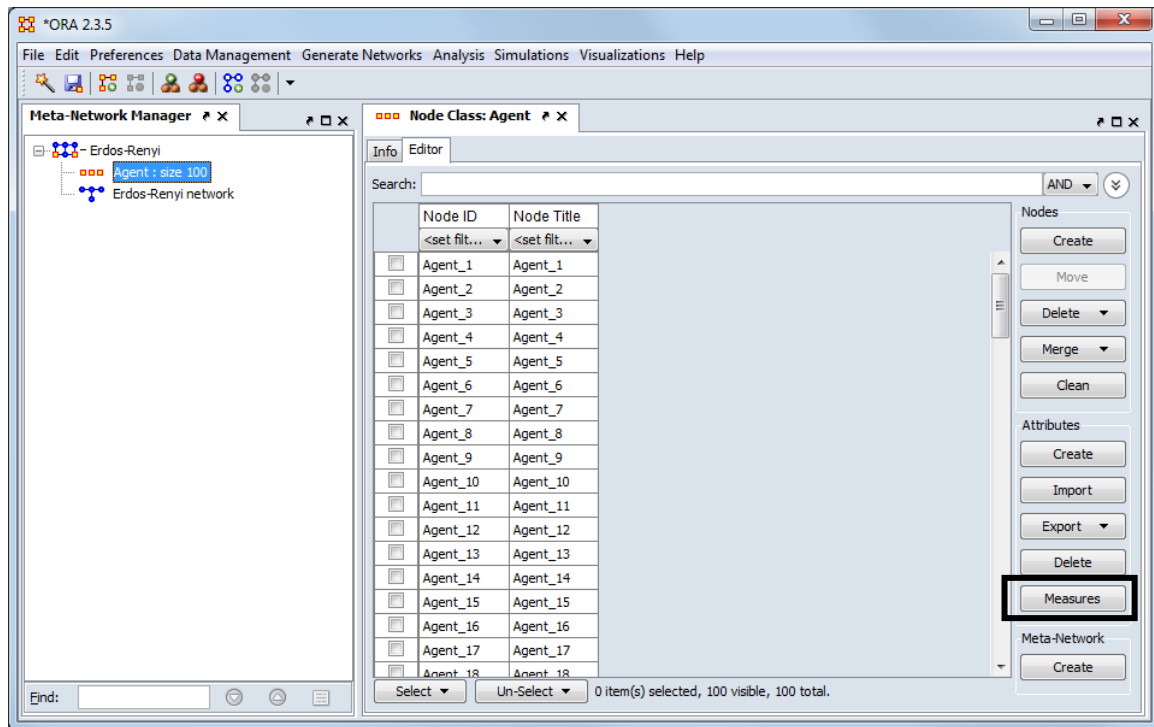 *ORA 2.3.5
File Edit Preferences Data Management Generate Networks Analysis Simulations Visualizations Help
Meta-Network Manager
Erdos-Renyi
Agent : size 100
Erdos-Renyi network
Find:
Node Class: Agent
Info Editor
Search:
AND
Node ID Node Title
<set filt... <set filt...
Agent_1 Agent_1
Agent_2 Agent_2
Agent_3 Agent_3
Agent_4 Agent_4
Agent_5 Agent_5
Agent_6 Agent_6
Agent_7 Agent_7
Agent_8 Agent_8
Agent_9 Agent_9
Agent_10 Agent_10
Agent_11 Agent_11
Agent_12 Agent_12
Agent_13 Agent_13
Agent_14 Agent_14
Agent_15 Agent_15
Agent_16 Agent_16
Agent_17 Agent_17
Agent_18 Agent_18
Select Un-Select 0 item(s) selected, 100 visible, 100 total.
Nodes
Create
Move
Delete
Merge
Clean
Attributes
Create
Import
Export
Delete
Measures
Meta-Network
Create